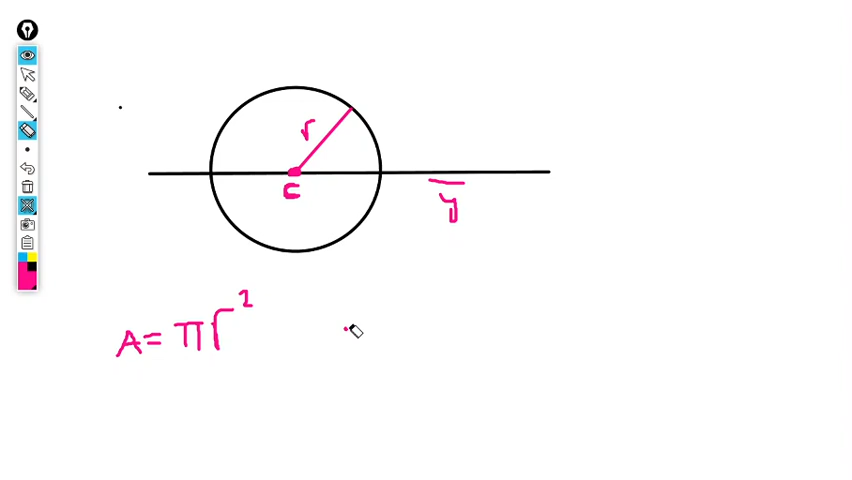 r
c
y
A = πr²